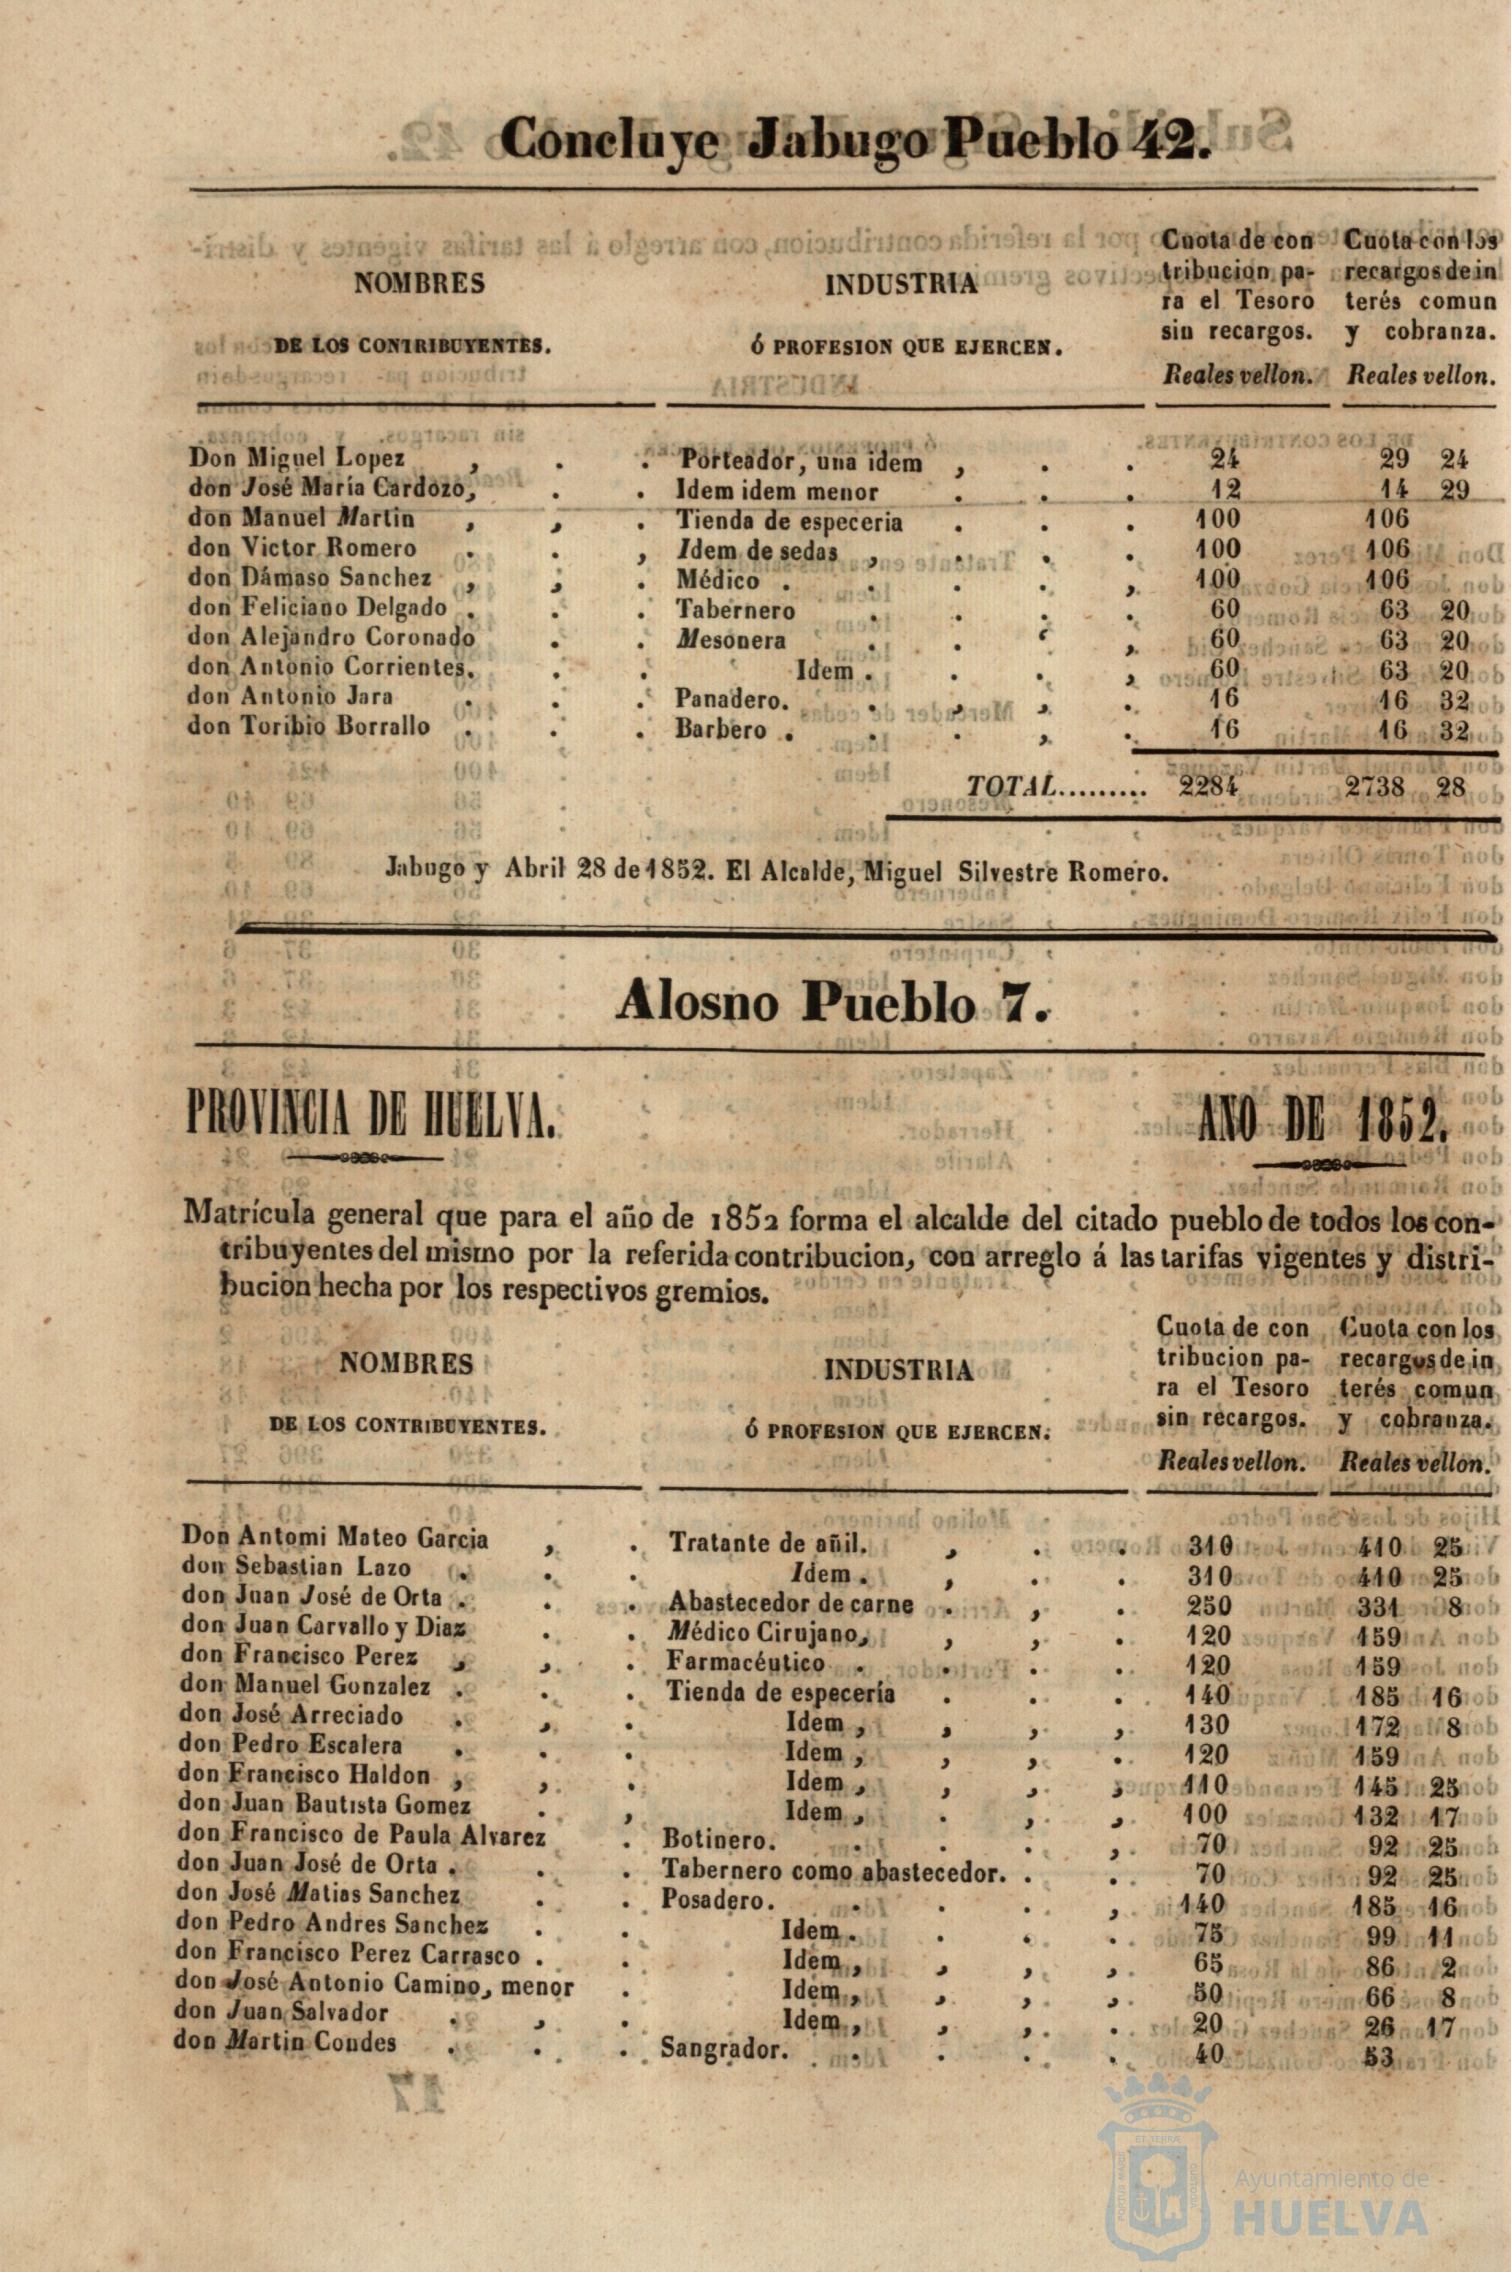 Concluye Jabugo Pueblo 42.
NOMBRES
DE LOS CONTRIBUYENTES.
INDUSTRIA
Ó PROFESION QUE EJERCEN.
Cuota de con
tribucion pa-
ra el Tesoro
sin recargos.
Reales vellon.
Cuota con los
recargos de in
terés comun
y cobranza.
Reales vellon.
Don Miguel Lopez , . . Porteador, una idem , . . 24 29 24
don José María Cardozo, . . Idem idem menor . . . 12 14 29
don Manuel Martin , , . Tienda de especeria . . . 100 106
don Victor Romero . . , Idem de sedas , . . . 100 106
don Dámaso Sanchez , , . Médico . . . . , 100 106
don Feliciano Delgado . . . Tabernero . . . . 60 63 20
don Alejandro Coronado . . Mesonera . . , , 60 63 20
don Antonio Corrientes. . . Idem . . . , 60 63 20
don Antonio Jara . . . Panadero. . , , . 16 16 32
don Toribio Borrallo . . . Barbero . . . , . 16 16 32
TOTAL......... 2284 2738 28
Jabugo y Abril 28 de 1852. El Alcalde, Miguel Silvestre Romero.
Alosno Pueblo 7.
PROVINCIA DE HUELVA. AÑO DE 1852.
Matrícula general que para el año de 1852 forma el alcalde del citado pueblo de todos los con-
tribuyentes del mismo por la referida contribucion, con arreglo á las tarifas vigentes y distri-
bucion hecha por los respectivos gremios.
NOMBRES
DE LOS CONTRIBUYENTES.
INDUSTRIA
Ó PROFESION QUE EJERCEN.
Cuota de con
tribucion pa-
ra el Tesoro
sin recargos.
Reales vellon.
Cuota con los
recargos de in
terés comun
y cobranza.
Reales vellon.
Don Antomi Mateo Garcia , . Tratante de añil. , . . 310 410 25
don Sebastian Lazo . . . Idem . , . . 310 410 25
don Juan José de Orta . . . Abastecedor de carne . , . 250 331 8
don Juan Carvallo y Diaz . . Médico Cirujano, , , . 120 159
don Francisco Perez , , . Farmacéutico . . . . 120 159
don Manuel Gonzalez . . . Tienda de especería . . . 140 185 16
don José Arreciado . , . Idem , , , , 130 172 8
don Pedro Escalera . . . Idem , , , . 120 159
don Francisco Haldon , , . Idem , , , , 110 145 25
don Juan Bautista Gomez . , Idem , . , , 100 132 17
don Francisco de Paula Alvarez . Botinero. . . . , 70 92 25
don Juan José de Orta . . . Tabernero como abastecedor. . . 70 92 25
don José Matias Sanchez . . Posadero. . . . , 140 185 16
don Pedro Andres Sanchez . . Idem . . . . 75 99 11
don Francisco Perez Carrasco . . Idem , , , , 65 86 2
don José Antonio Camino, menor . Idem , , , , 50 66 8
don Juan Salvador . , . Idem , , , . 20 26 17
don Martin Condes . . . Sangrador. . . . . 40 53
17
Ayuntamiento de
HUELVA